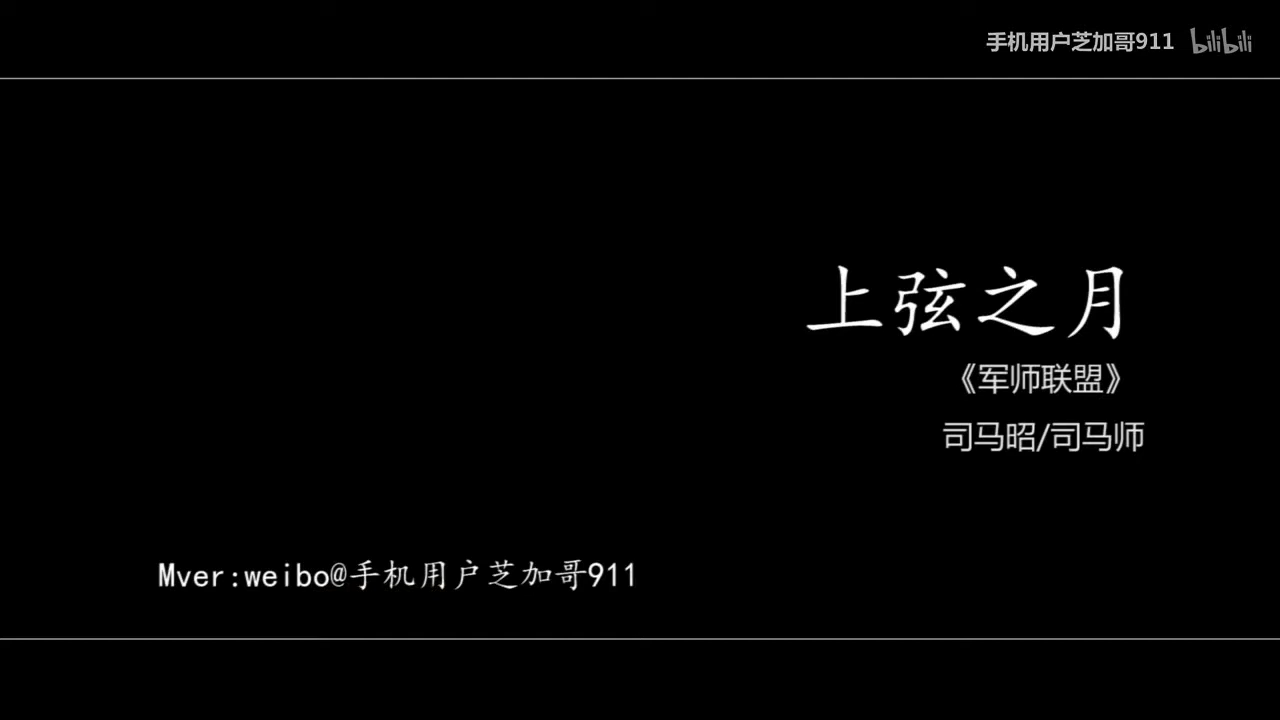 手机用户芝加哥911 bilibili
上弦之月
《军师联盟》
司马昭/司马师
Mver:weibo@手机用户芝加哥911